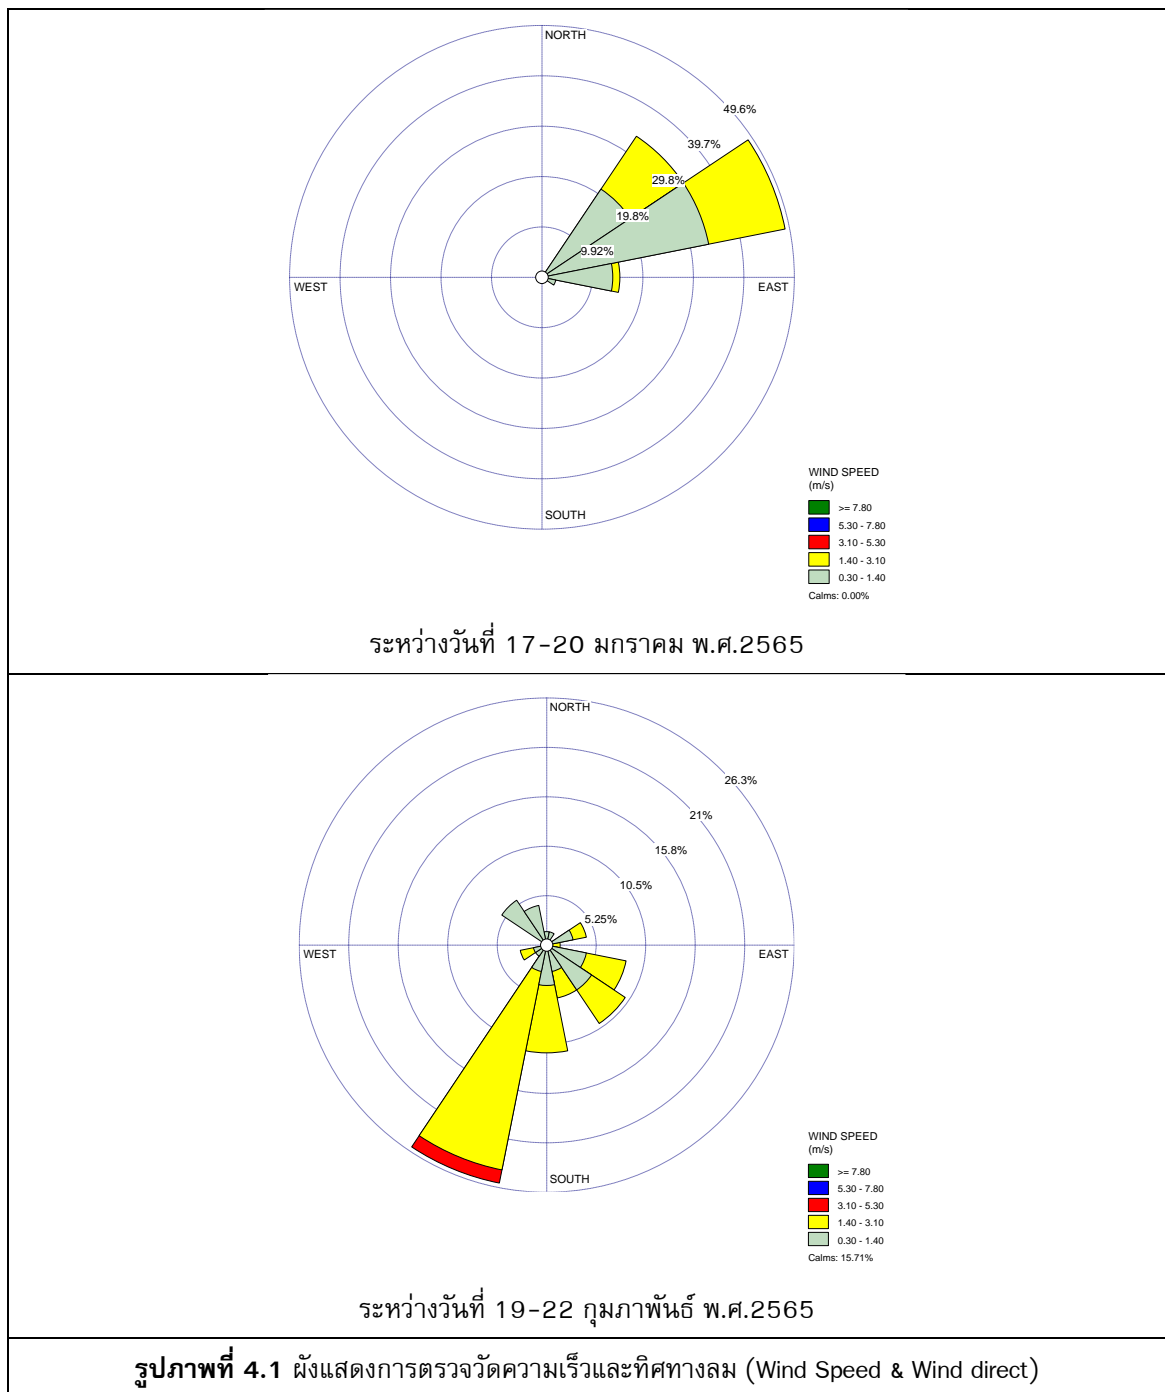 NORTH
49.6%
39.7%
29.8%
19.8%
9.92%
WEST
EAST
SOUTH
WIND SPEED
(m/s)
>= 7.80
5.30 - 7.80
3.10 - 5.30
1.40 - 3.10
0.30 - 1.40
Calms: 0.00%
ระหว่างวันที่ 17-20 มกราคม พ.ศ.2565
NORTH
26.3%
21%
15.8%
10.5%
5.25%
WEST
EAST
SOUTH
WIND SPEED
(m/s)
>= 7.80
5.30 - 7.80
3.10 - 5.30
1.40 - 3.10
0.30 - 1.40
Calms: 15.71%
ระหว่างวันที่ 19-22 กุมภาพันธ์ พ.ศ.2565
รูปภาพที่ 4.1 ผังแสดงการตรวจวัดความเร็วและทิศทางลม (Wind Speed & Wind direct)